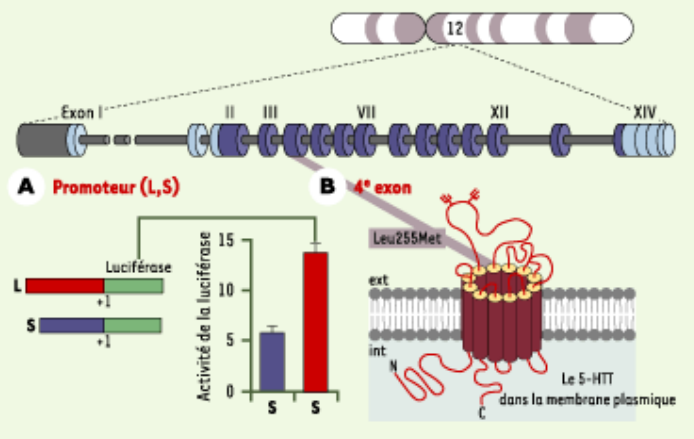 12
Exon I
II
III
VII
XII
XIV
A Promoteur (L,S)
B 4e exon
Leu255Met
Luciférase
L
+1
S
+1
Activité de la luciférase
15
10
5
0
S
S
ext
int
N
C
Le 5-HTT
dans la membrane plasmique